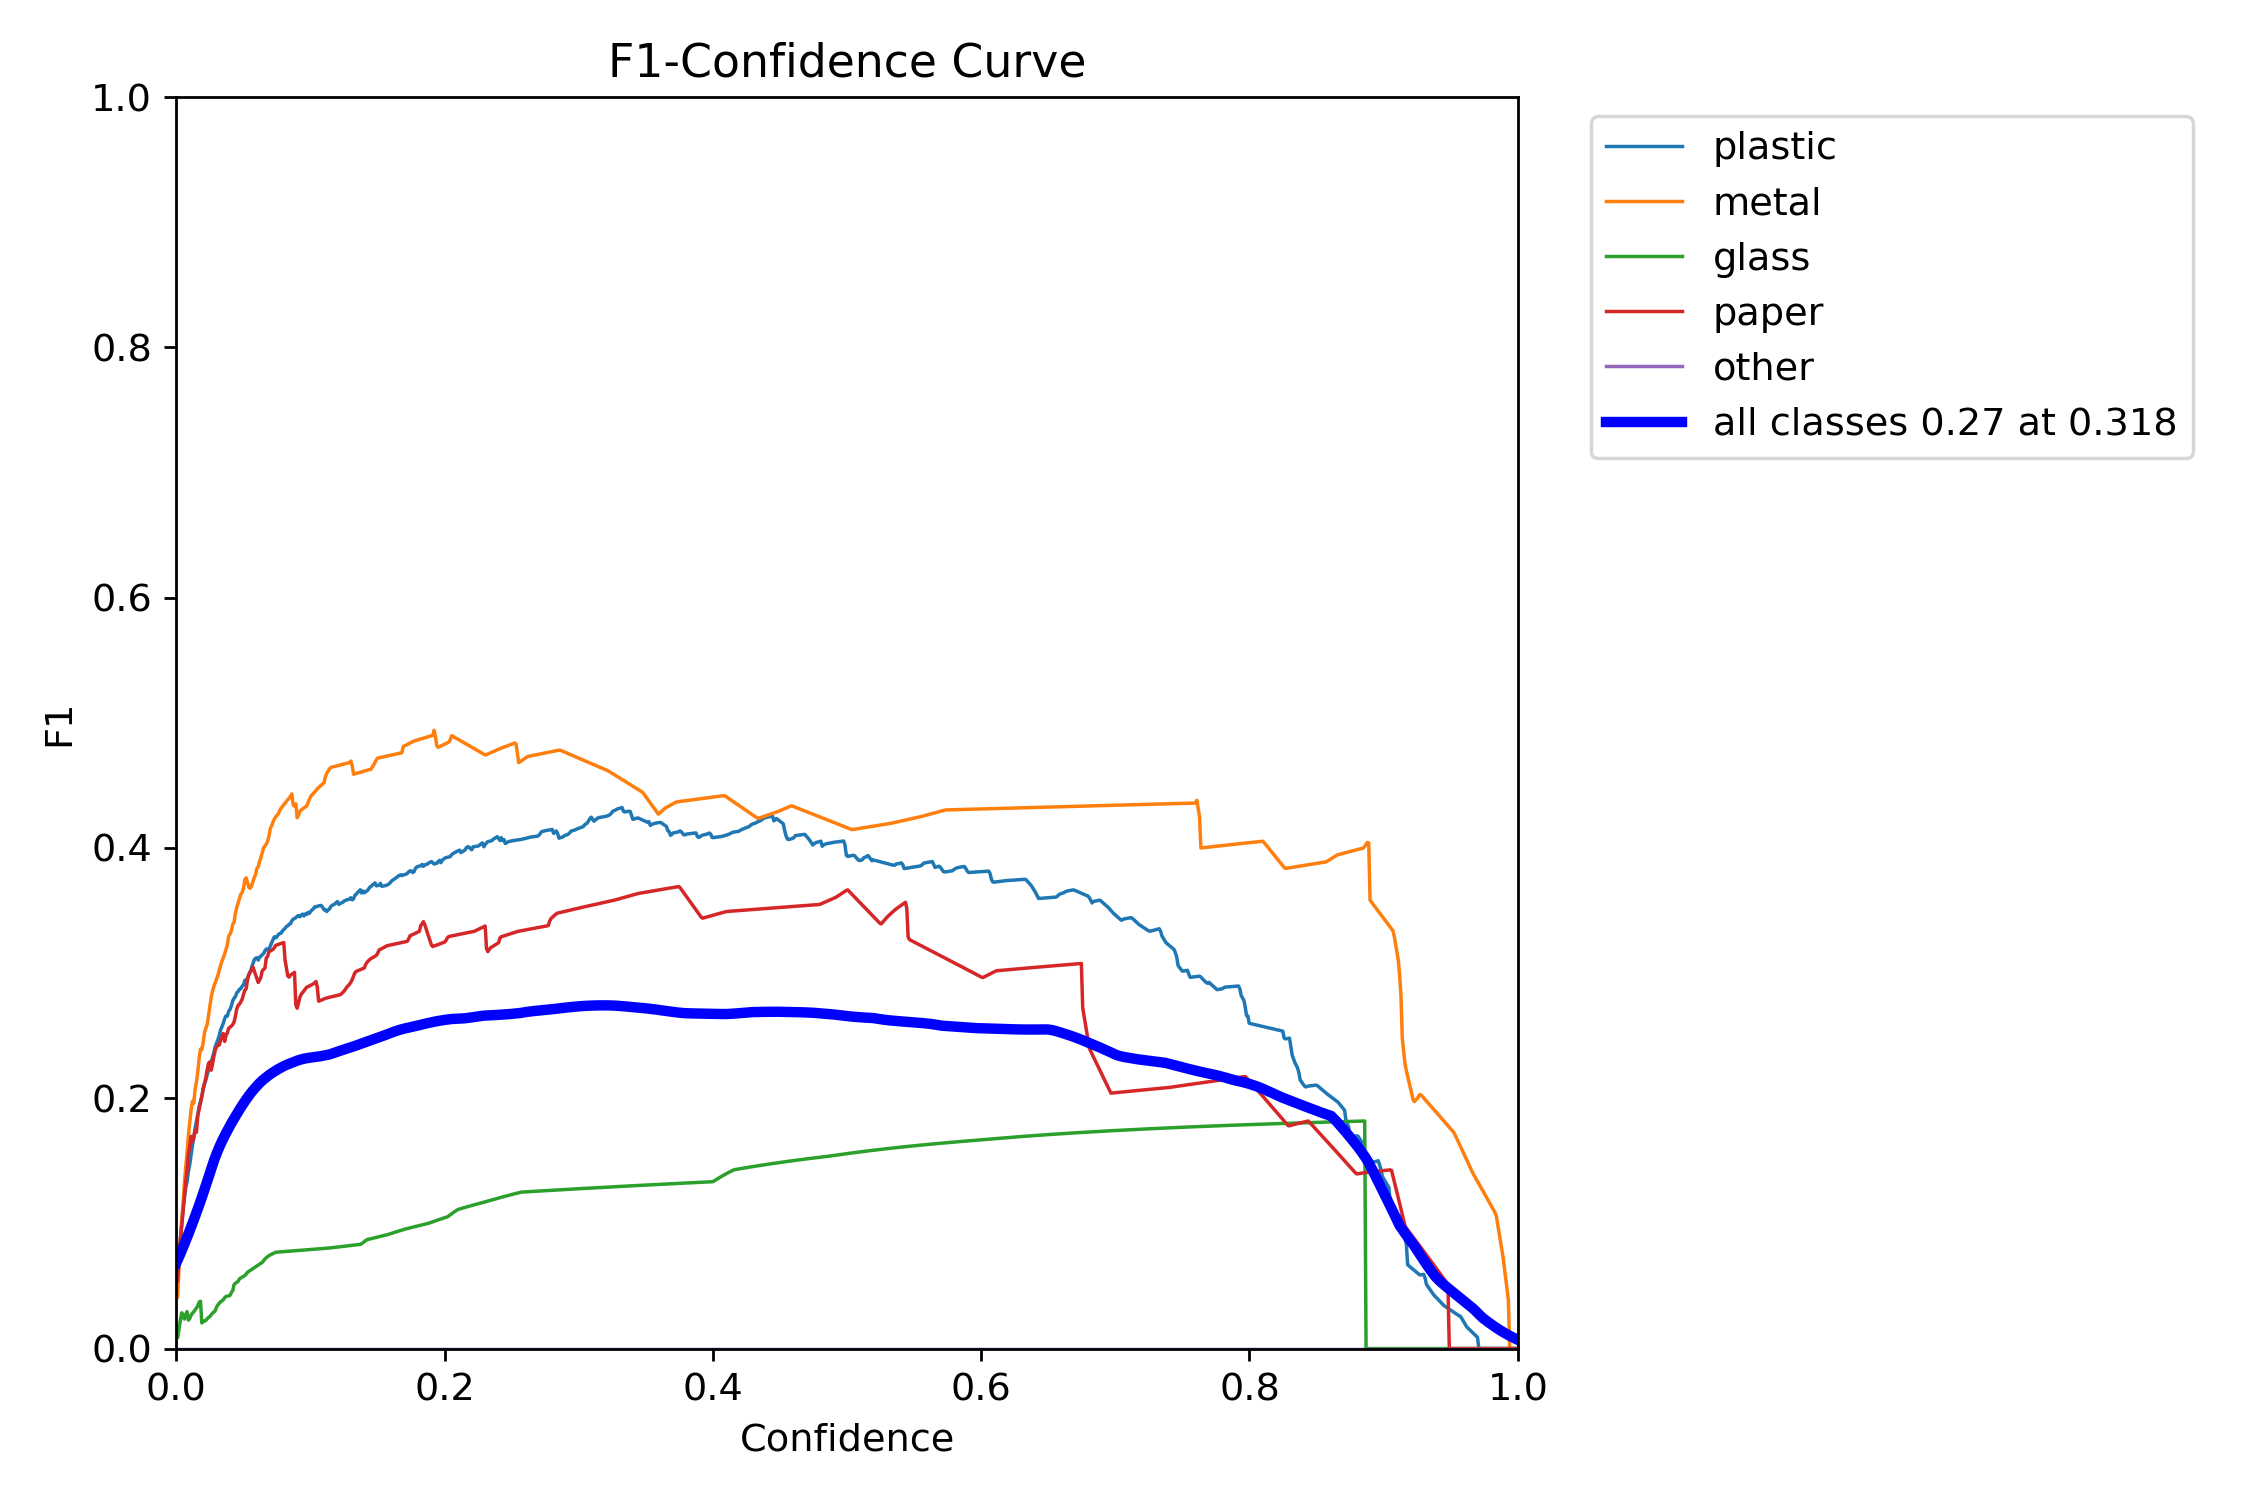 F1-Confidence Curve
1.0
0.8
0.6
0.4
0.2
0.0
F1
0.0 0.2 0.4 0.6 0.8 1.0
Confidence
plastic
metal
glass
paper
other
all classes 0.27 at 0.318